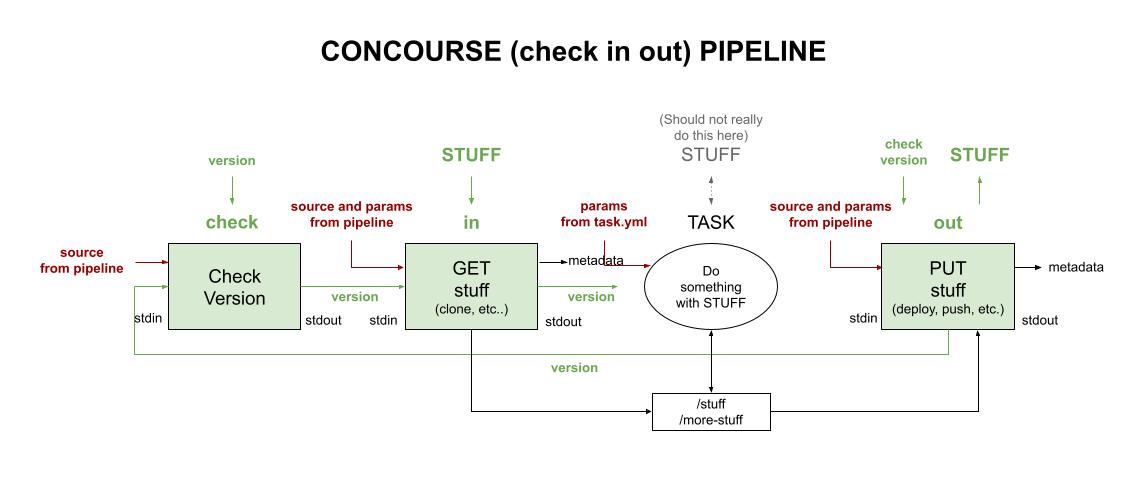 CONCOURSE (check in out) PIPELINE
(Should not really
do this here)
STUFF
version
STUFF
check
version
STUFF
check
source and params
from pipeline
in
params
from task.yml
TASK
source and params
from pipeline
out
source
from pipeline
Check
Version
GET
stuff
(clone, etc..)
metadata
Do
something
with STUFF
PUT
stuff
(deploy, push, etc.)
metadata
version
version
stdin
stdout
stdin
stdout
stdin
stdout
version
/stuff
/more-stuff